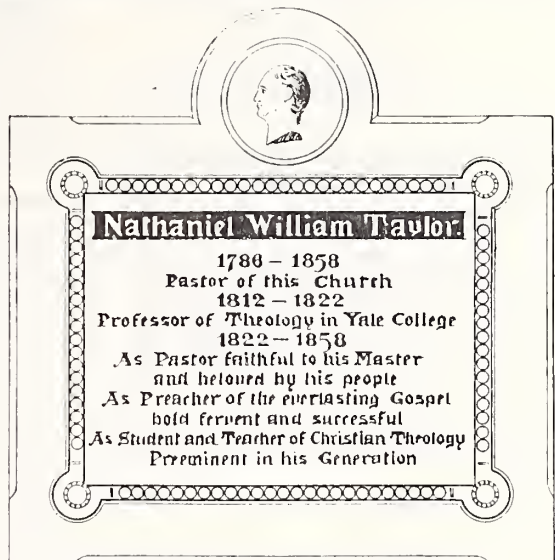 Nathaniel William Taylor.
1786 – 1858
Pastor of this Church
1812 – 1822
Professor of Theology in Yale College
1822 – 1858
As Pastor faithful to his Master
and beloved by his people
As Preacher of the everlasting Gospel
bold fervent and successful
As Student and Teacher of Christian Theology
Preeminent in his Generation